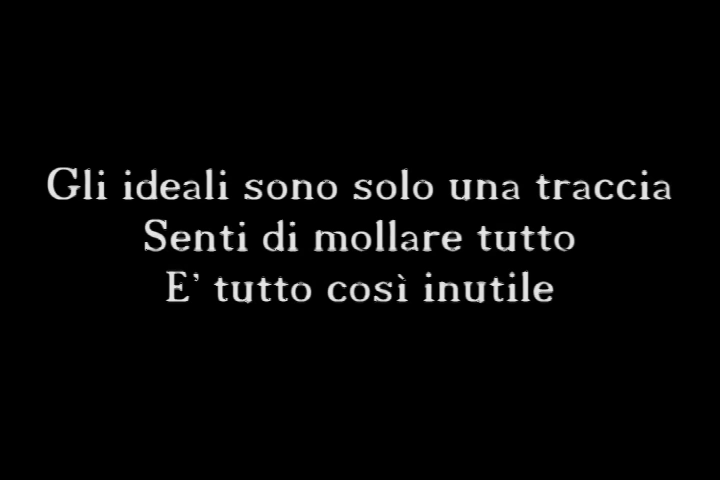 Gli ideali sono solo una traccia
Senti di mollare tutto
E' tutto così inutile